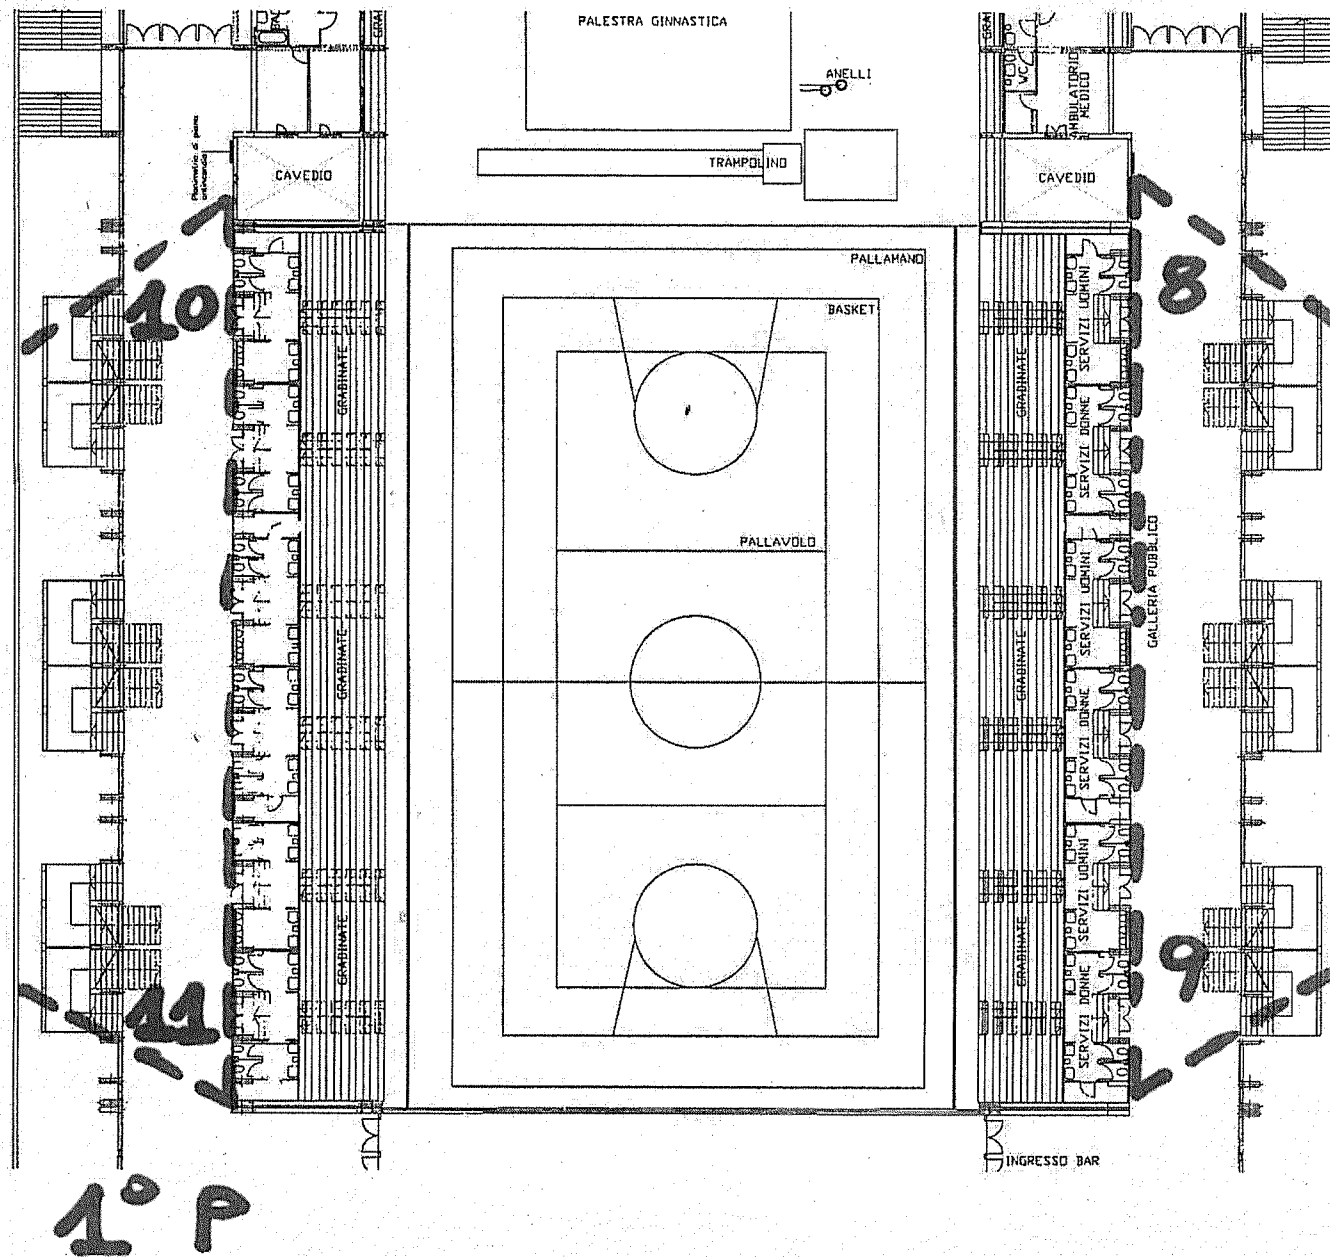 PALESTRA GINNASTICA
ANELLI
WC
AMBULATORIO
MEDICO
TRAMPOLINO
CAVEDIO
CAVEDIO
PALLAMANO
BASKET
10
8
GRADINATE
GRADINATE
SERVIZI UOMINI
SERVIZI DONNE
PALLAVOLO
GALLERIA PUBBLICO
GRADINATE
GRADINATE
SERVIZI UOMINI
SERVIZI DONNE
GRADINATE
GRADINATE
SERVIZI UOMINI
SERVIZI DONNE
11
9
INGRESSO BAR
1° P